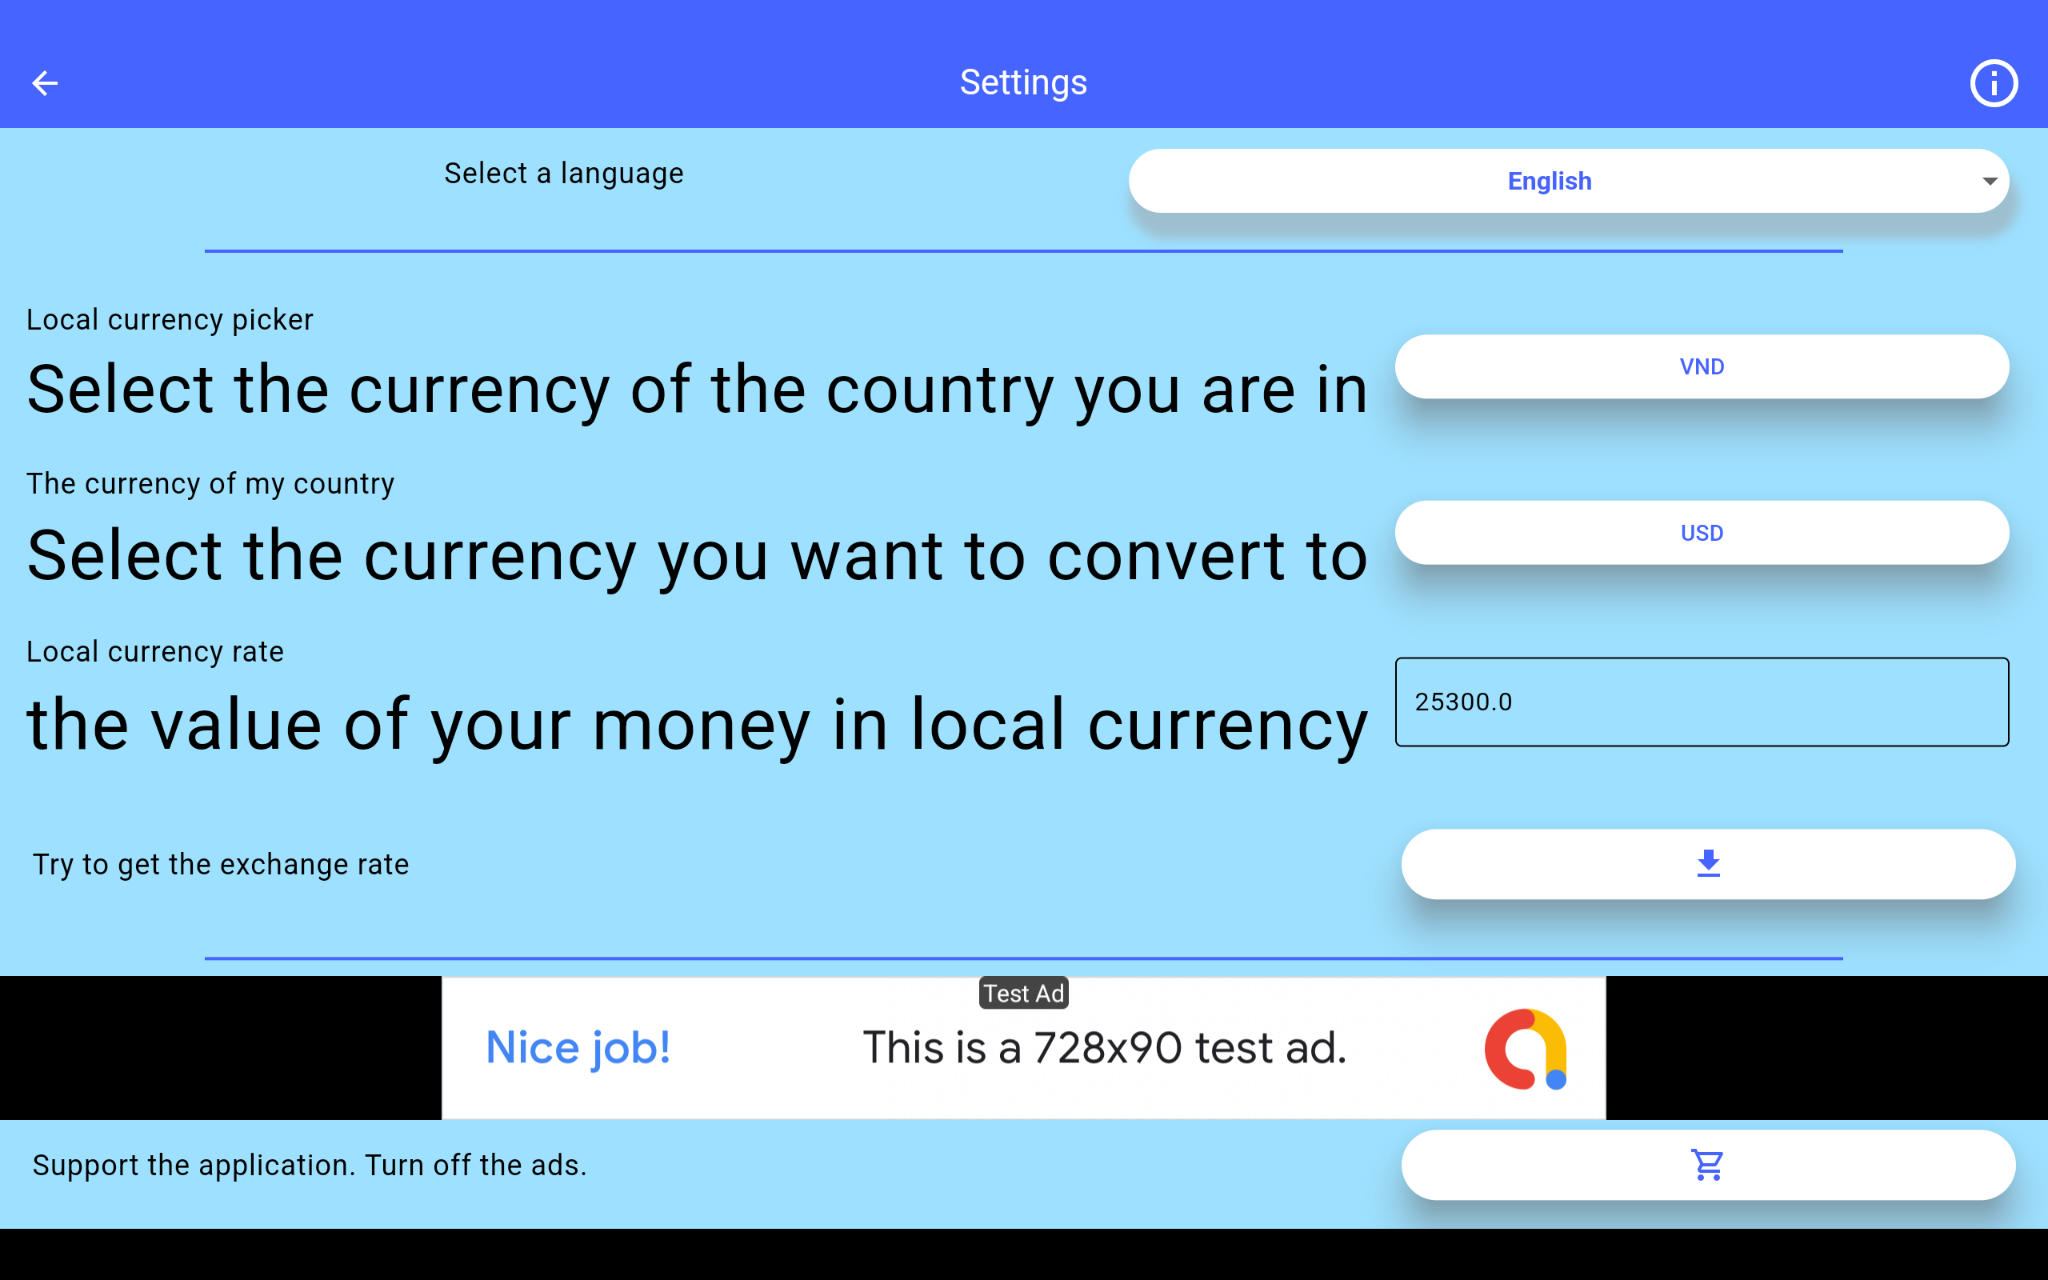 Settings
Select a language
English
Local currency picker
Select the currency of the country you are in
VND
The currency of my country
Select the currency you want to convert to
USD
Local currency rate
the value of your money in local currency
25300.0
Try to get the exchange rate
Test Ad
Nice job!
This is a 728x90 test ad.
Support the application. Turn off the ads.